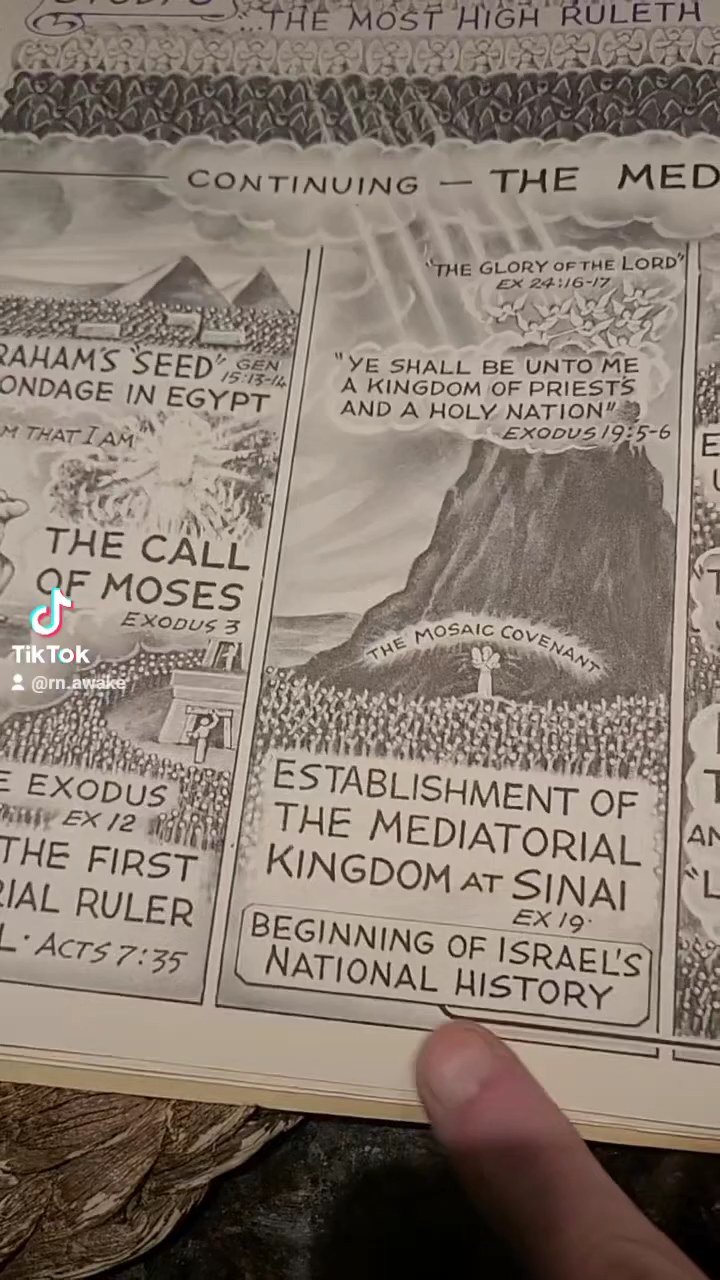 ...THE MOST HIGH RULETH
CONTINUING — THE MED
RAHAM'S "SEED" GEN
15:13-14
ONDAGE IN EGYPT
M THAT I AM"
THE CALL
OF MOSES
EXODUS 3
E EXODUS
EX 12
THE FIRST
RIAL RULER
L · ACTS 7:35
"THE GLORY OF THE LORD"
EX 24:16-17
"YE SHALL BE UNTO ME
A KINGDOM OF PRIESTS
AND A HOLY NATION"
EXODUS 19:5-6
THE MOSAIC COVENANT
ESTABLISHMENT OF
THE MEDIATORIAL
KINGDOM AT SINAI
EX 19·
BEGINNING OF ISRAEL'S
NATIONAL HISTORY
AN
"L
TikTok
@rn.awake